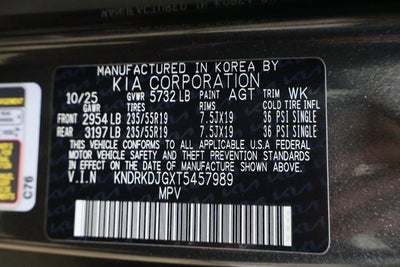 MANUFACTURED IN KOREA BY
KIA CORPORATION
10/25 GVWR 5732 LB PAINT AGT TRIM WK
GAWR TIRES RIMS COLD TIRE INFL
FRONT 2954 LB 235/55R19 7.5JX19 36 PSI SINGLE
REAR 3197 LB 235/55R19 7.5JX19 36 PSI SINGLE
THIS VEHICLE CONFORMS TO ALL APPLICABLE U.S.A FEDERAL
MOTOR VEHICLE SAFETY AND THEFT PREVENTION STANDARDS
IN EFFECT ON THE DATE OF MANUFACTURE SHOWN ABOVE.
V.I.N KNDRKDJGXT5457989
MPV
C76